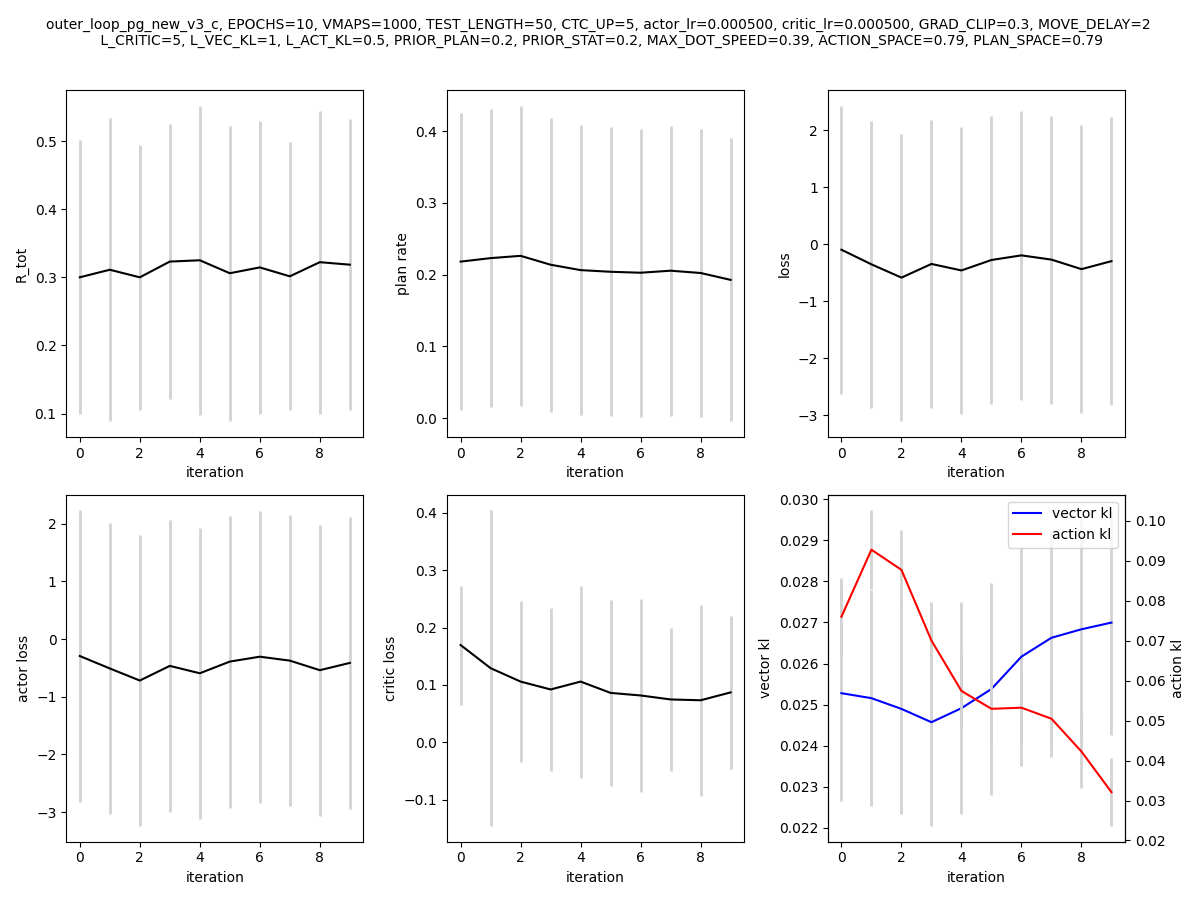 outer_loop_pg_new_v3_c, EPOCHS=10, VMAPS=1000, TEST_LENGTH=50, CTC_UP=5, actor_lr=0.000500, critic_lr=0.000500, GRAD_CLIP=0.3, MOVE_DELAY=2
L_CRITIC=5, L_VEC_KL=1, L_ACT_KL=0.5, PRIOR_PLAN=0.2, PRIOR_STAT=0.2, MAX_DOT_SPEED=0.39, ACTION_SPACE=0.79, PLAN_SPACE=0.79
R_tot
0.5
0.4
0.3
0.2
0.1
0 2 4 6 8
iteration
plan rate
0.4
0.3
0.2
0.1
0.0
0 2 4 6 8
iteration
loss
2
1
0
−1
−2
−3
0 2 4 6 8
iteration
actor loss
2
1
0
−1
−2
−3
0 2 4 6 8
iteration
critic loss
0.4
0.3
0.2
0.1
0.0
−0.1
0 2 4 6 8
iteration
vector kl
0.030
0.029
0.028
0.027
0.026
0.025
0.024
0.023
0.022
0 2 4 6 8
iteration
vector kl
action kl
0.10
0.09
0.08
0.07
0.06
0.05
0.04
0.03
0.02
action kl